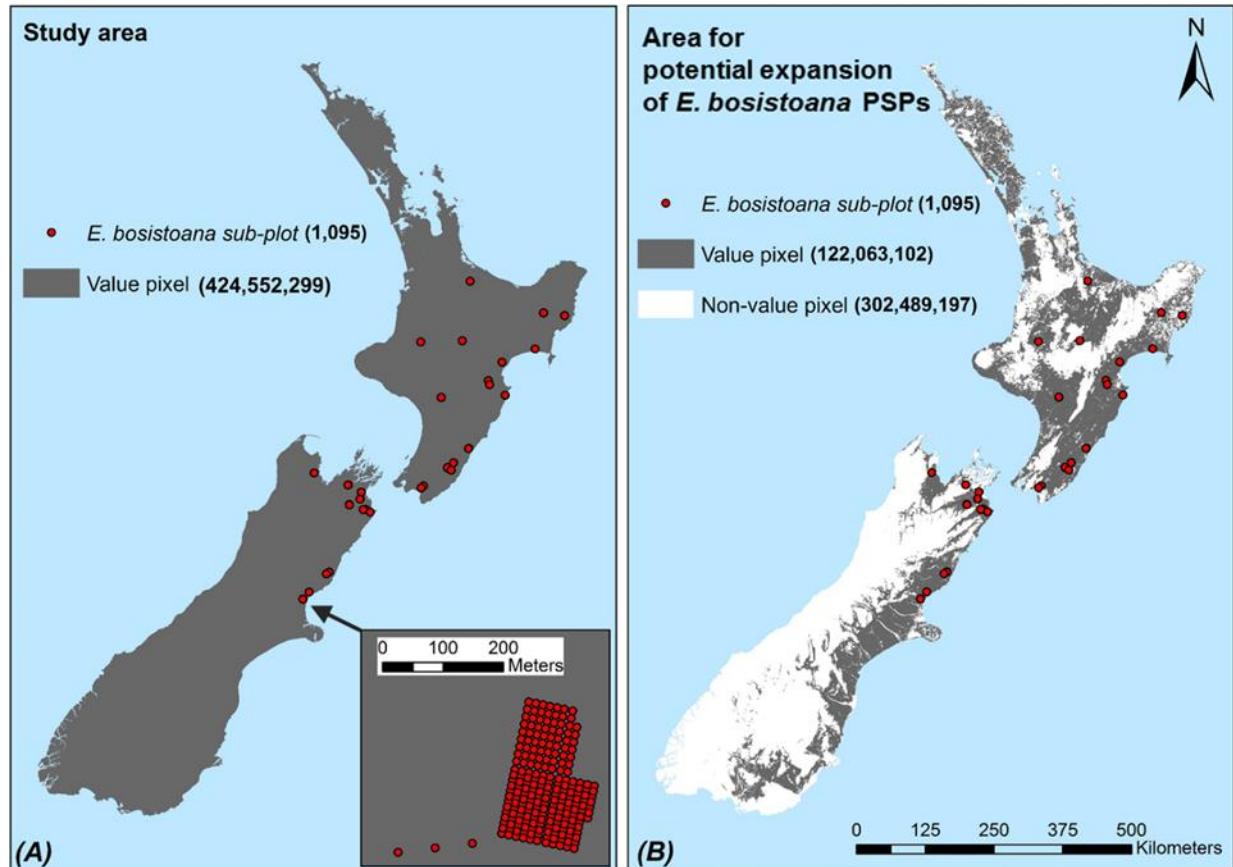 Study area
E. bosistoana sub-plot (1,095)
Value pixel (424,552,299)
0 100 200
Meters
(A)
N
Area for
potential expansion
of E. bosistoana PSPs
E. bosistoana sub-plot (1,095)
Value pixel (122,063,102)
Non-value pixel (302,489,197)
0 125 250 375 500
Kilometers
(B)